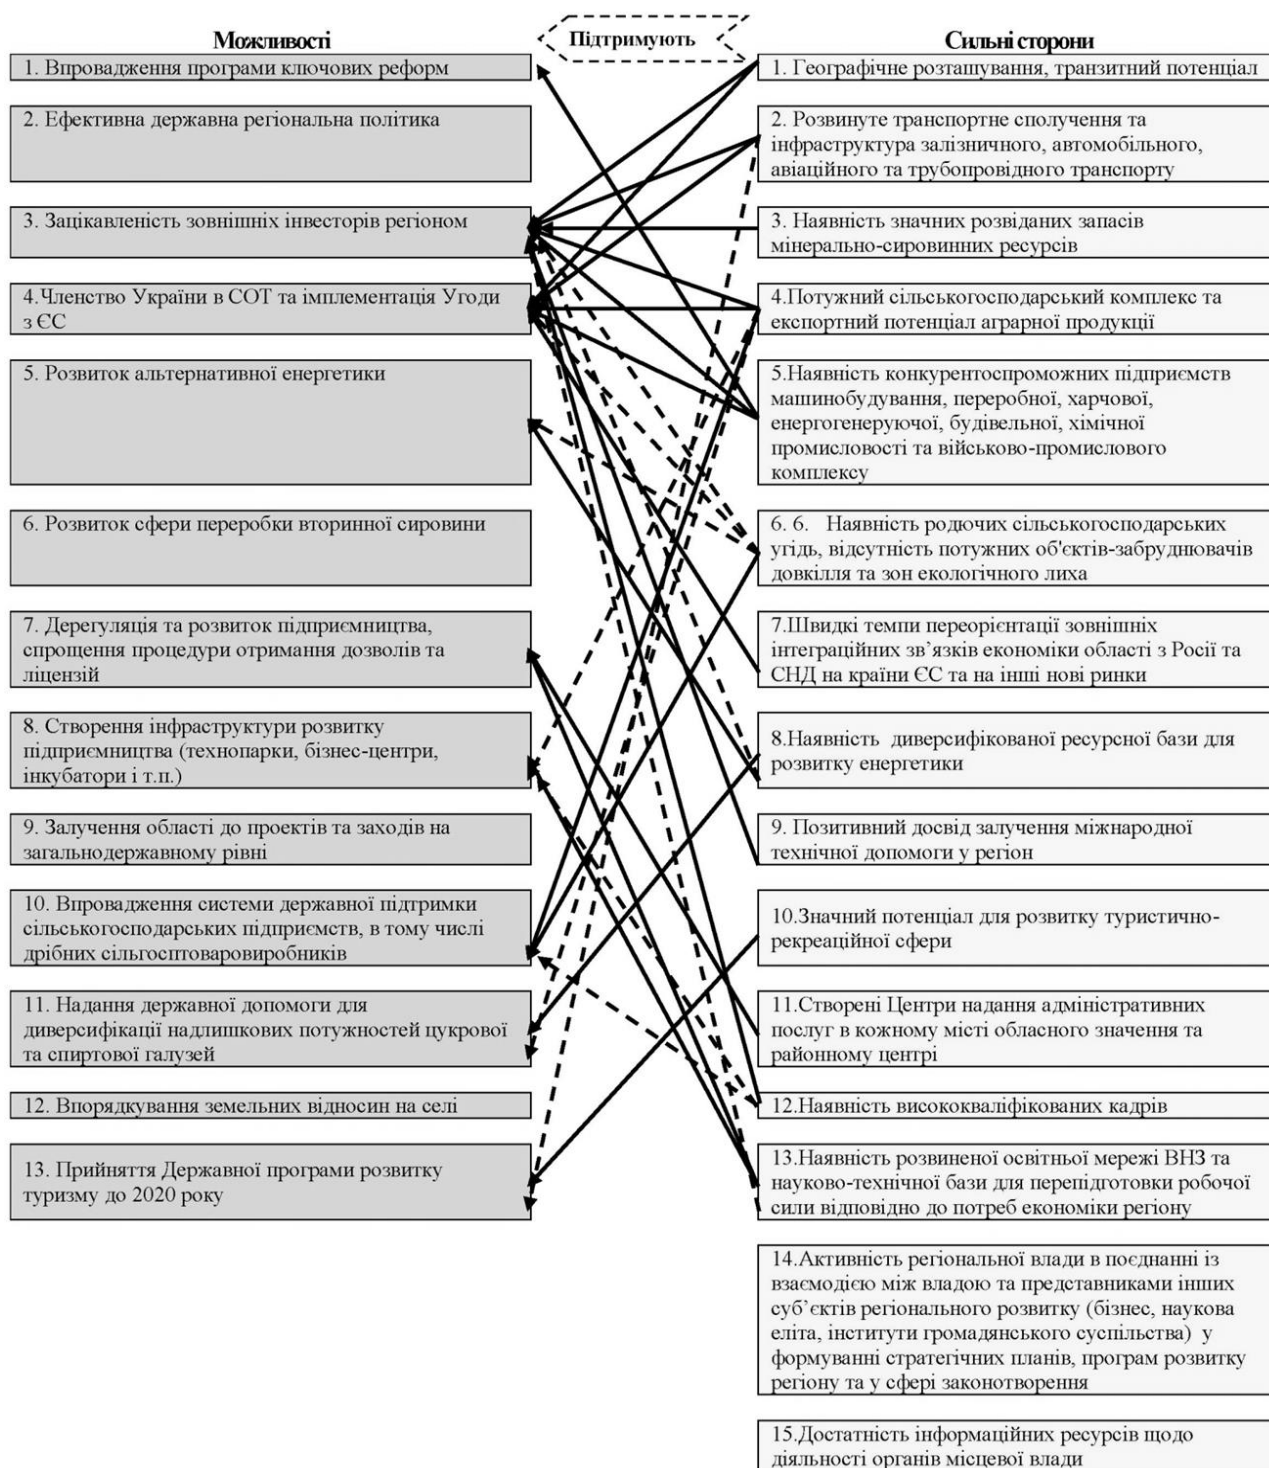 Підтримують
Можливості
1. Впровадження програми ключових реформ
2. Ефективна державна регіональна політика
3. Зацікавленість зовнішніх інвесторів регіоном
4.Членство України в СОТ та імплементація Угоди
з ЄС
5. Розвиток альтернативної енергетики
6. Розвиток сфери переробки вторинної сировини
7. Дерегуляція та розвиток підприємництва,
спрощення процедури отримання дозволів та
ліцензій
8. Створення інфраструктури розвитку
підприємництва (технопарки, бізнес-центри,
інкубатори і т.п.)
9. Залучення області до проектів та заходів на
загальнодержавному рівні
10. Впровадження системи державної підтримки
сільськогосподарських підприємств, в тому числі
дрібних сільгосптоваровиробників
11. Надання державної допомоги для
диверсифікації надлишкових потужностей цукрової
та спиртової галузей
12. Впорядкування земельних відносин на селі
13. Прийняття Державної програми розвитку
туризму до 2020 року
Сильні сторони
1. Географічне розташування, транзитний потенціал
2. Розвинуте транспортне сполучення та
інфраструктура залізничного, автомобільного,
авіаційного та трубопровідного транспорту
3. Наявність значних розвіданих запасів
мінерально-сировинних ресурсів
4.Потужний сільськогосподарський комплекс та
експортний потенціал аграрної продукції
5.Наявність конкурентоспроможних підприємств
машинобудування, переробної, харчової,
енергогенеруючої, будівельної, хімічної
промисловості та військово-промислового
комплексу
6. 6. Наявність родючих сільськогосподарських
угідь, відсутність потужних об'єктів-забруднювачів
довкілля та зон екологічного лиха
7.Швидкі темпи переорієнтації зовнішніх
інтеграційних зв’язків економіки області з Росії та
СНД на країни ЄС та на інші нові ринки
8.Наявність диверсифікованої ресурсної бази для
розвитку енергетики
9. Позитивний досвід залучення міжнародної
технічної допомоги у регіон
10.Значний потенціал для розвитку туристично-
рекреаційної сфери
11.Створені Центри надання адміністративних
послуг в кожному місті обласного значення та
районному центрі
12.Наявність висококваліфікованих кадрів
13.Наявність розвиненої освітньої мережі ВНЗ та
науково-технічної бази для перепідготовки робочої
сили відповідно до потреб економіки регіону
14.Активність регіональної влади в поєднанні із
взаємодією між владою та представниками інших
суб’єктів регіонального розвитку (бізнес, наукова
еліта, інститути громадянського суспільства) у
формуванні стратегічних планів, програм розвитку
регіону та у сфері законотворення
15.Достатність інформаційних ресурсів щодо
діяльності органів місцевої влади